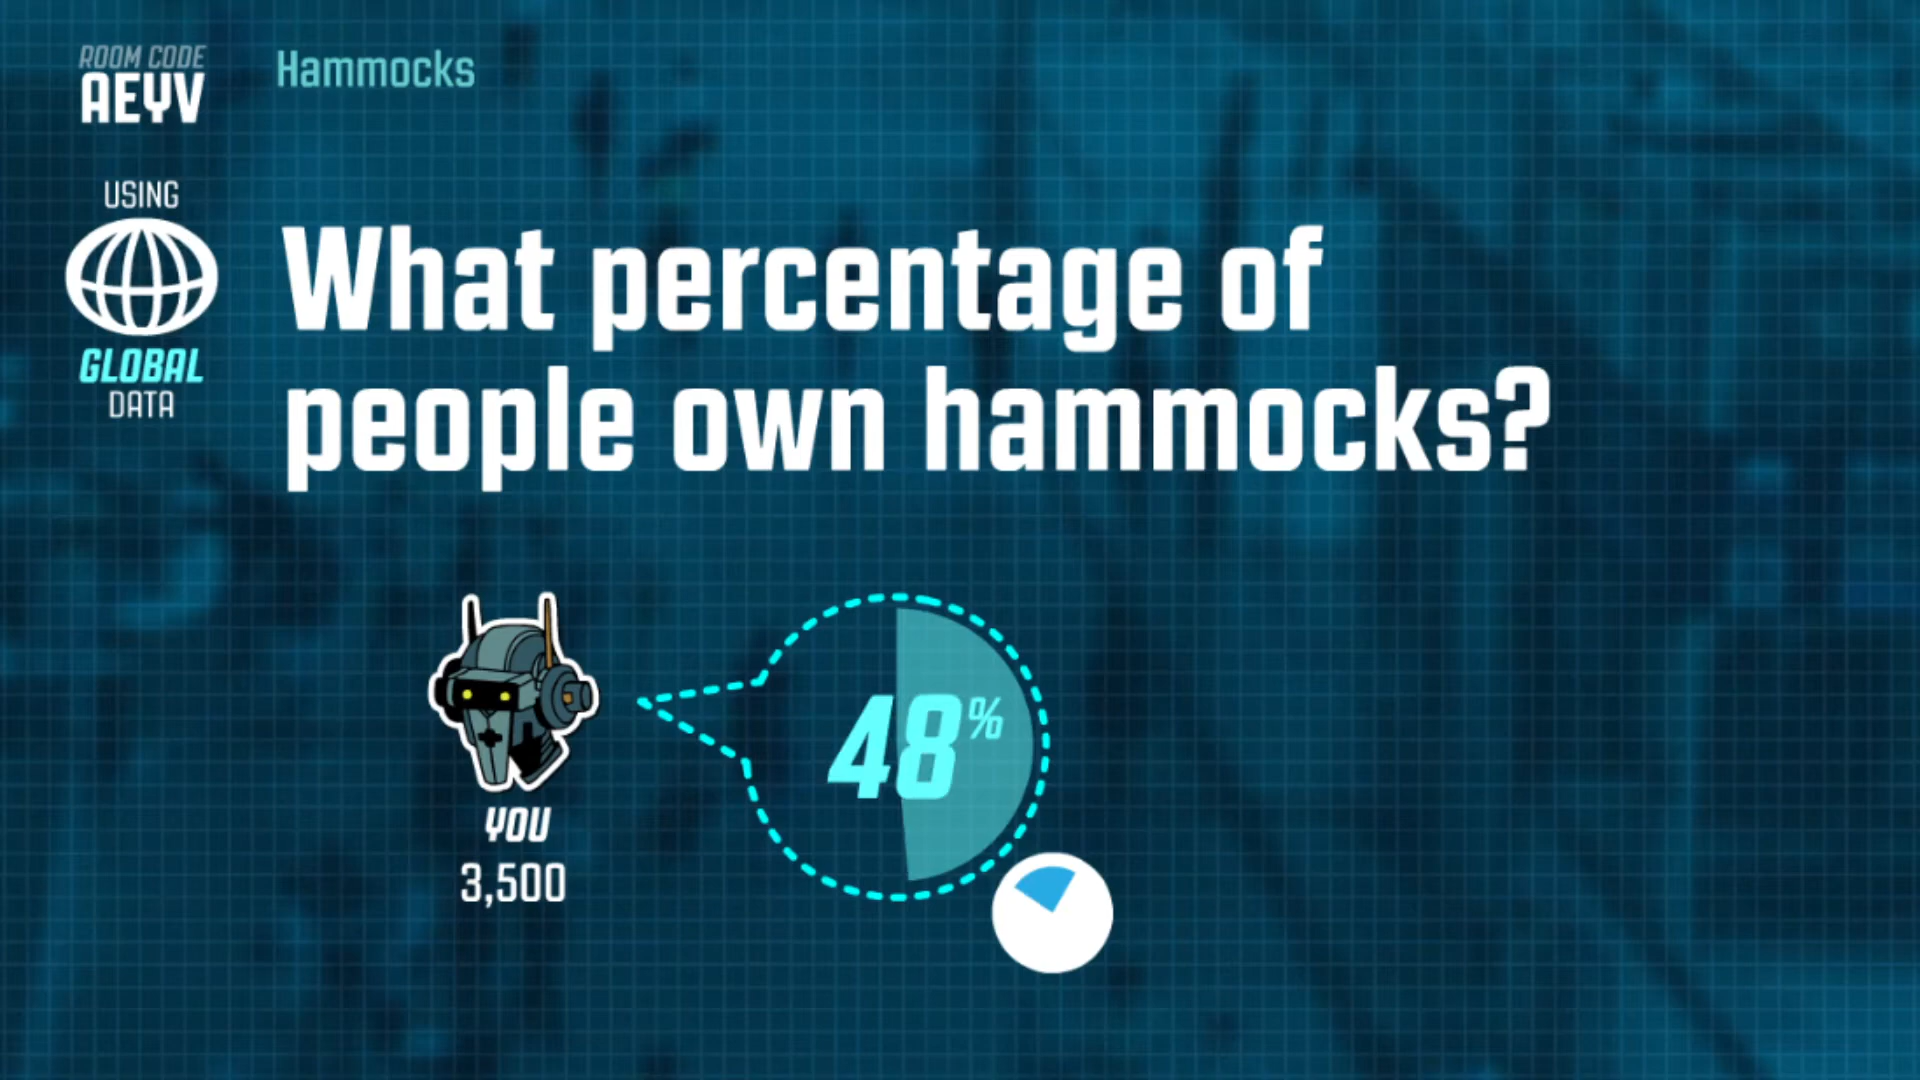 ROOM CODE
AEYV
Hammocks
USING
GLOBAL
DATA
What percentage of
people own hammocks?
48%
YOU
3,500